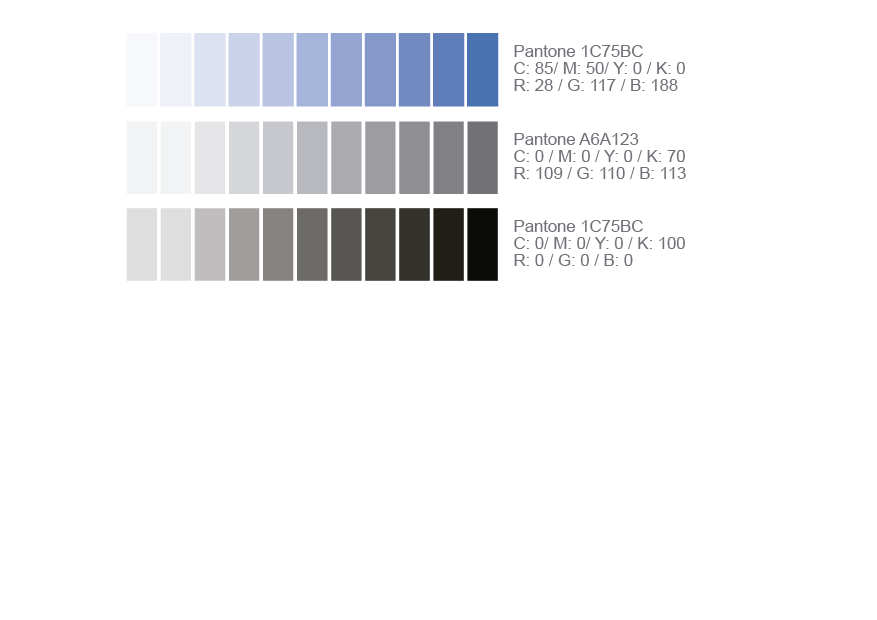 Pantone 1C75BC
C: 85/ M: 50/ Y: 0 / K: 0
R: 28 / G: 117 / B: 188
Pantone A6A123
C: 0 / M: 0 / Y: 0 / K: 70
R: 109 / G: 110 / B: 113
Pantone 1C75BC
C: 0/ M: 0/ Y: 0 / K: 100
R: 0 / G: 0 / B: 0